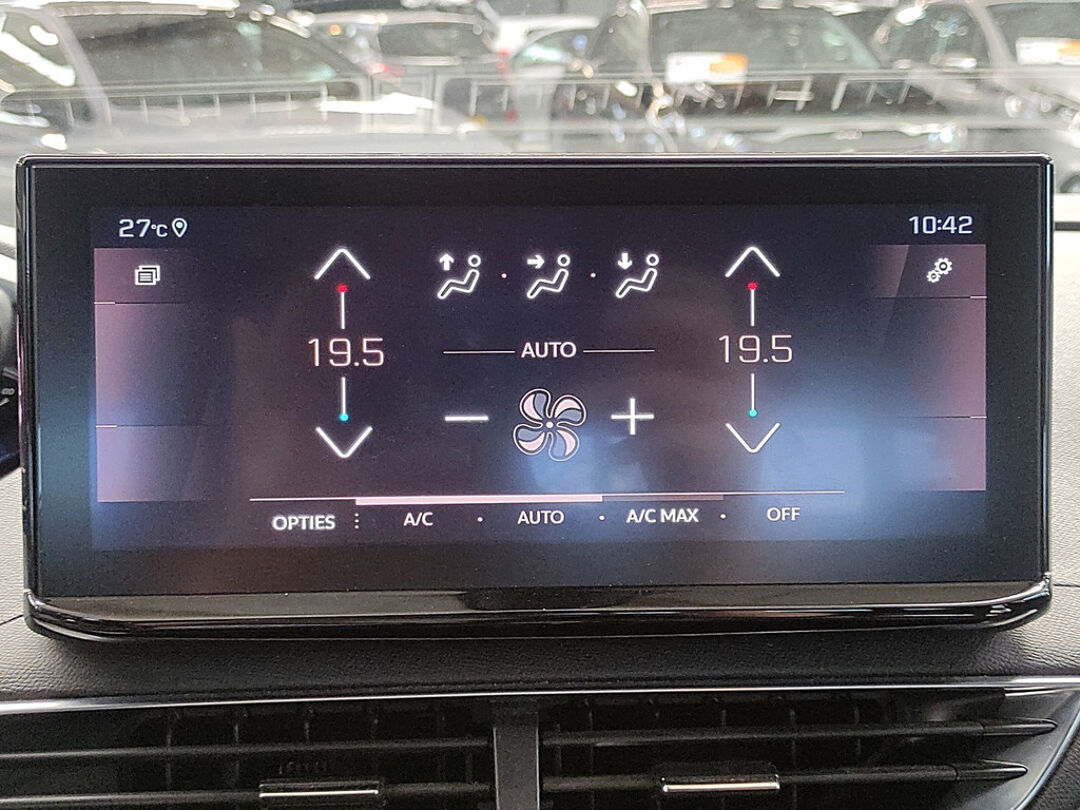 27°C 10:42
19.5 AUTO 19.5
OPTIES A/C AUTO A/C MAX OFF